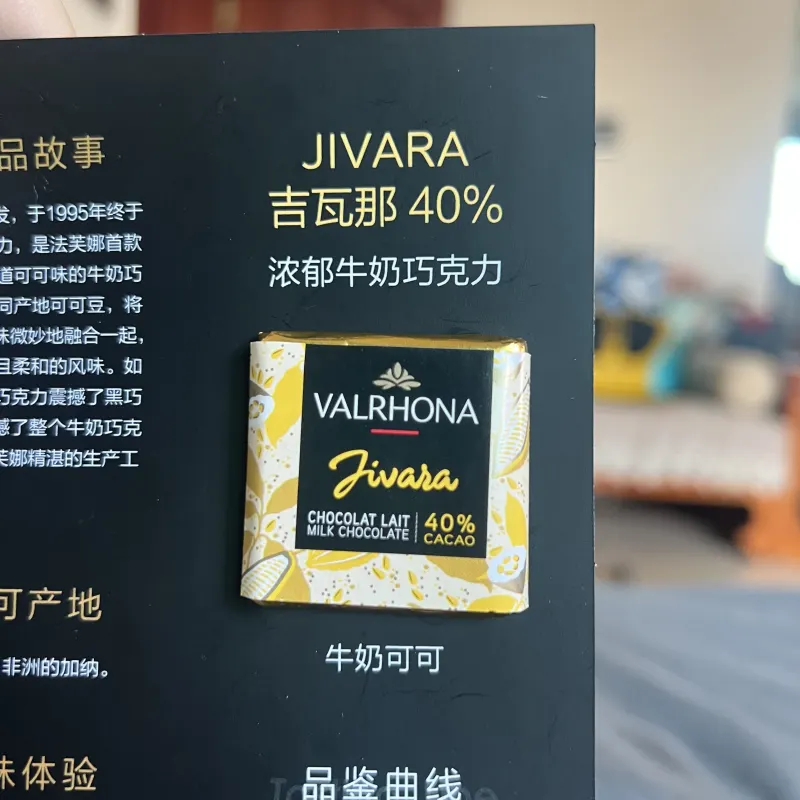 品故事
发，于1995年终于
力，是法芙娜首款
道可可味的牛奶巧
同产地可可豆，将
味微妙地融合一起，
且柔和的风味。如
巧克力震撼了黑巧
撼了整个牛奶巧克
芙娜精湛的生产工
可产地
非洲的加纳。
味体验
JIVARA
吉瓦那 40%
浓郁牛奶巧克力
VALRHONA
Jivara
CHOCOLAT LAIT
MILK CHOCOLATE
40%
CACAO
牛奶可可
品鉴曲线